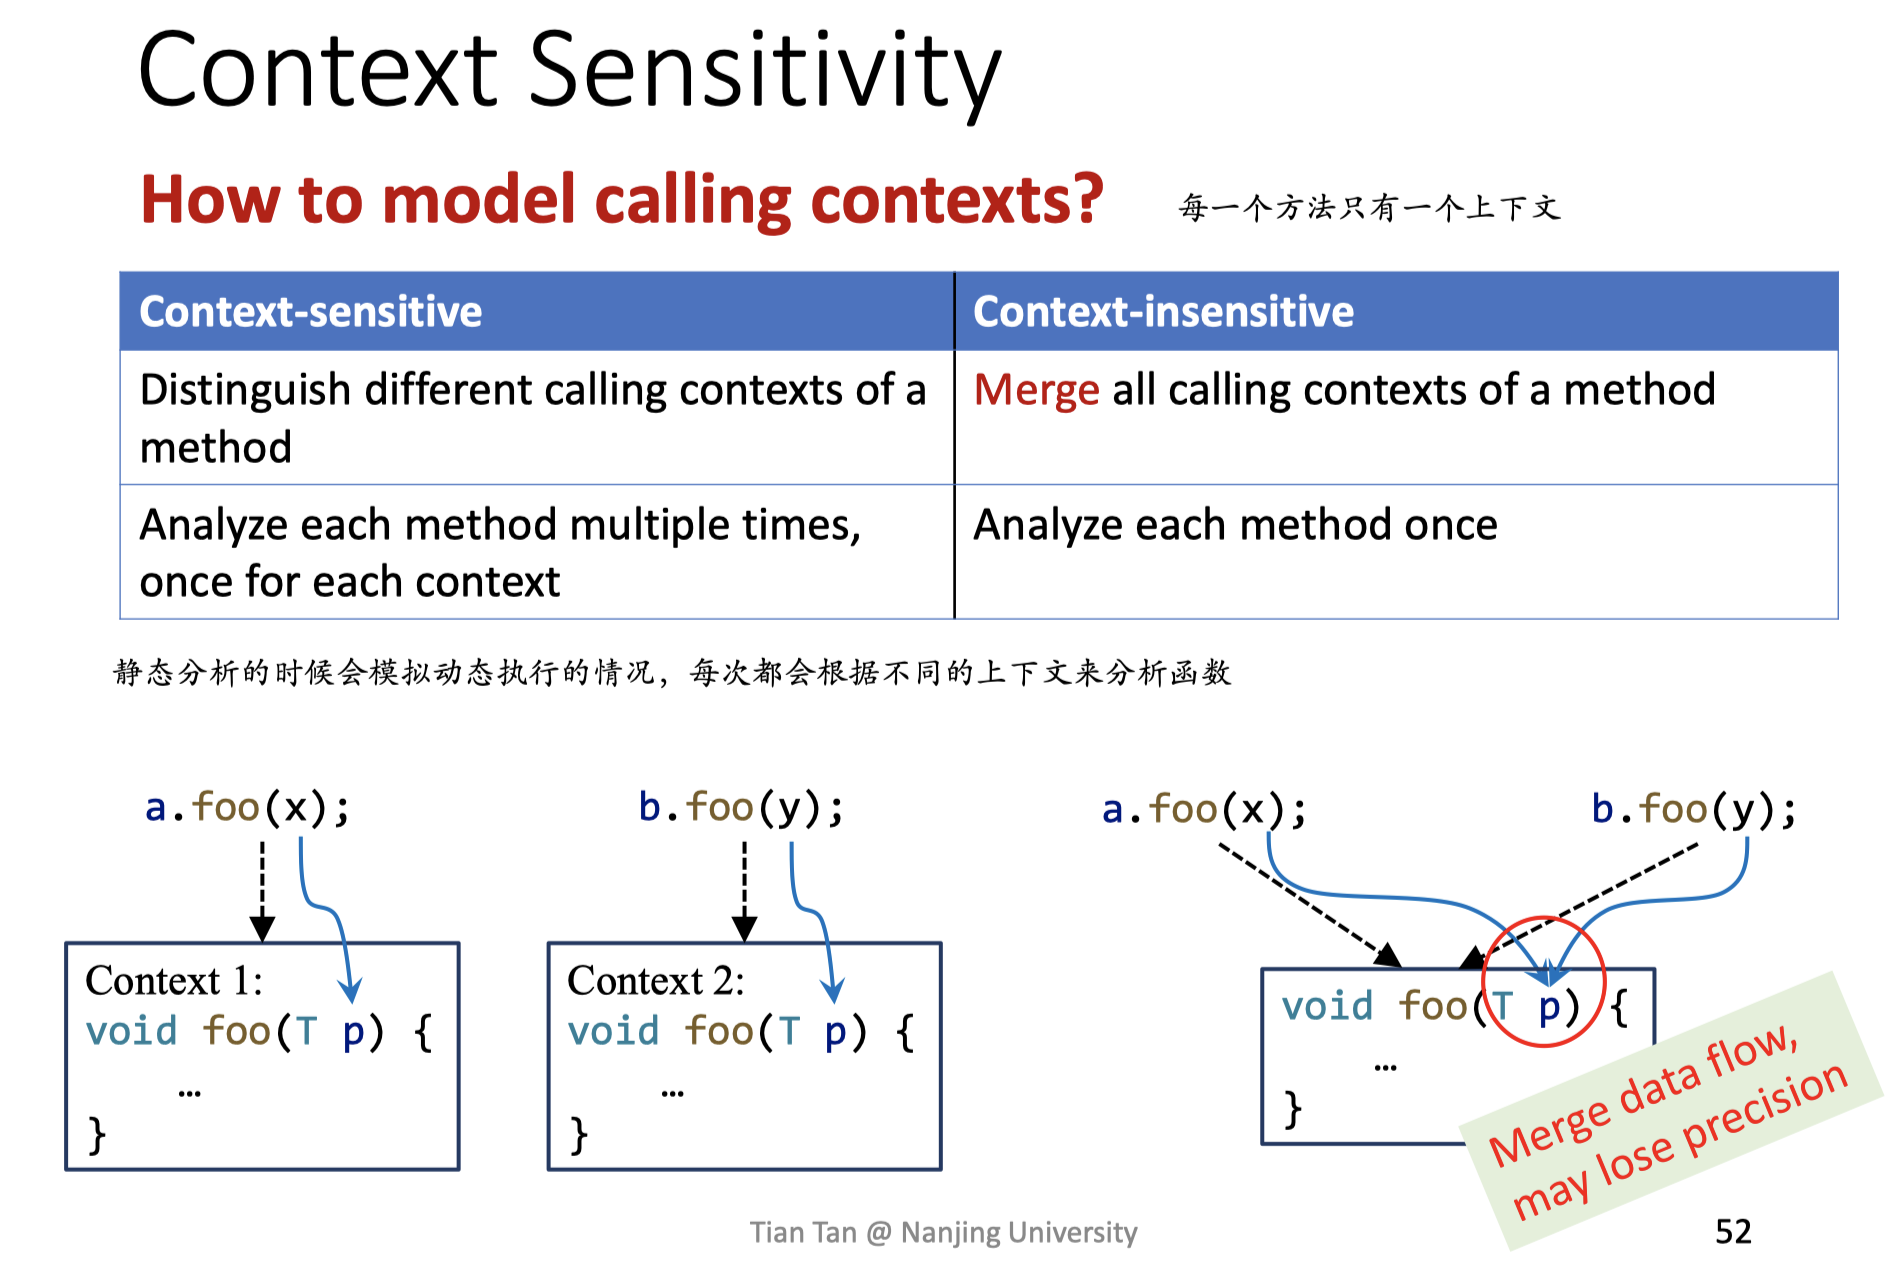 Context Sensitivity
How to model calling contexts?
每一个方法只有一个上下文
Context-sensitive
Context-insensitive
Distinguish different calling contexts of a
method
Merge all calling contexts of a method
Analyze each method multiple times,
once for each context
Analyze each method once
静态分析的时候会模拟动态执行的情况，每次都会根据不同的上下文来分析函数
a.foo(x);
b.foo(y);
a.foo(x);
b.foo(y);
Context 1:
void foo(T p) {
…
}
Context 2:
void foo(T p) {
…
}
void foo(T p) {
…
}
Merge data flow,
may lose precision
Tian Tan @ Nanjing University
52